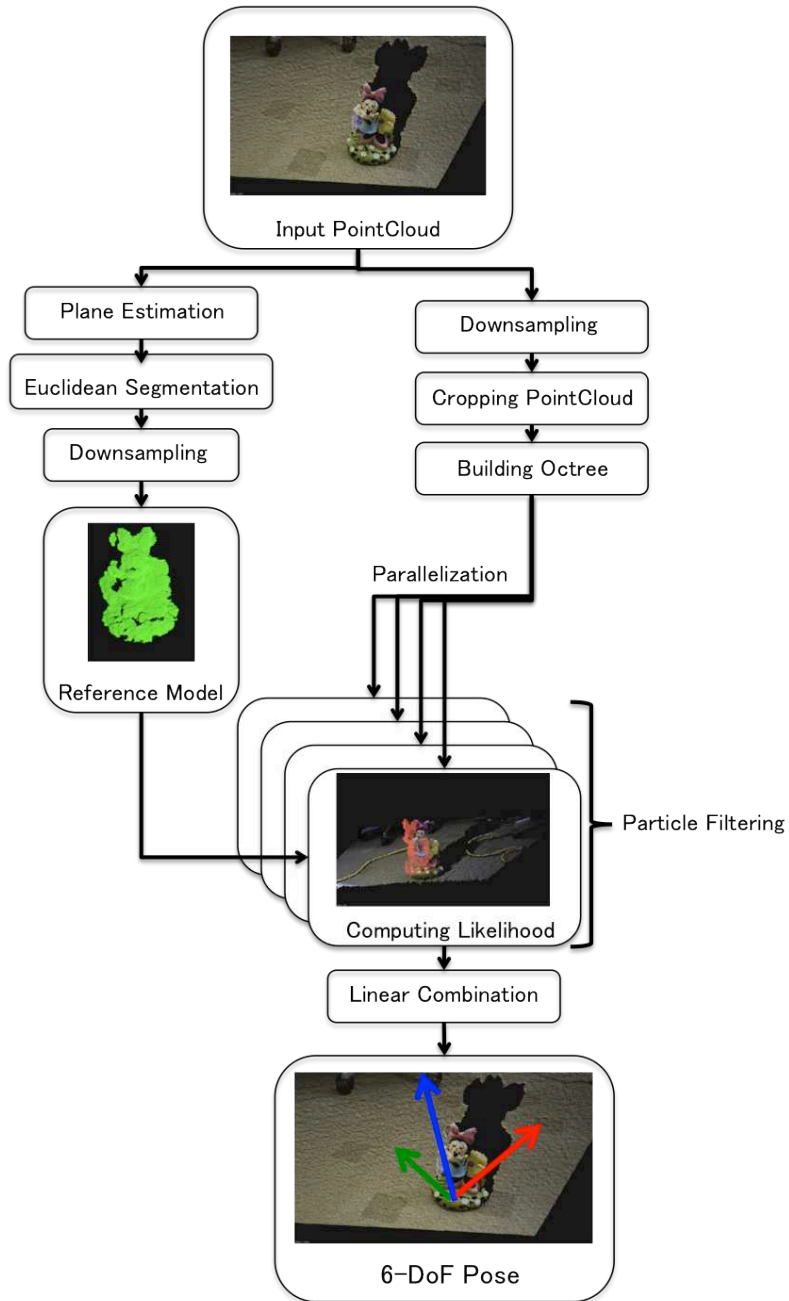 Input PointCloud
Plane Estimation
Euclidean Segmentation
Downsampling
Reference Model
Downsampling
Cropping PointCloud
Building Octree
Parallelization
Computing Likelihood
Particle Filtering
Linear Combination
6-DoF Pose